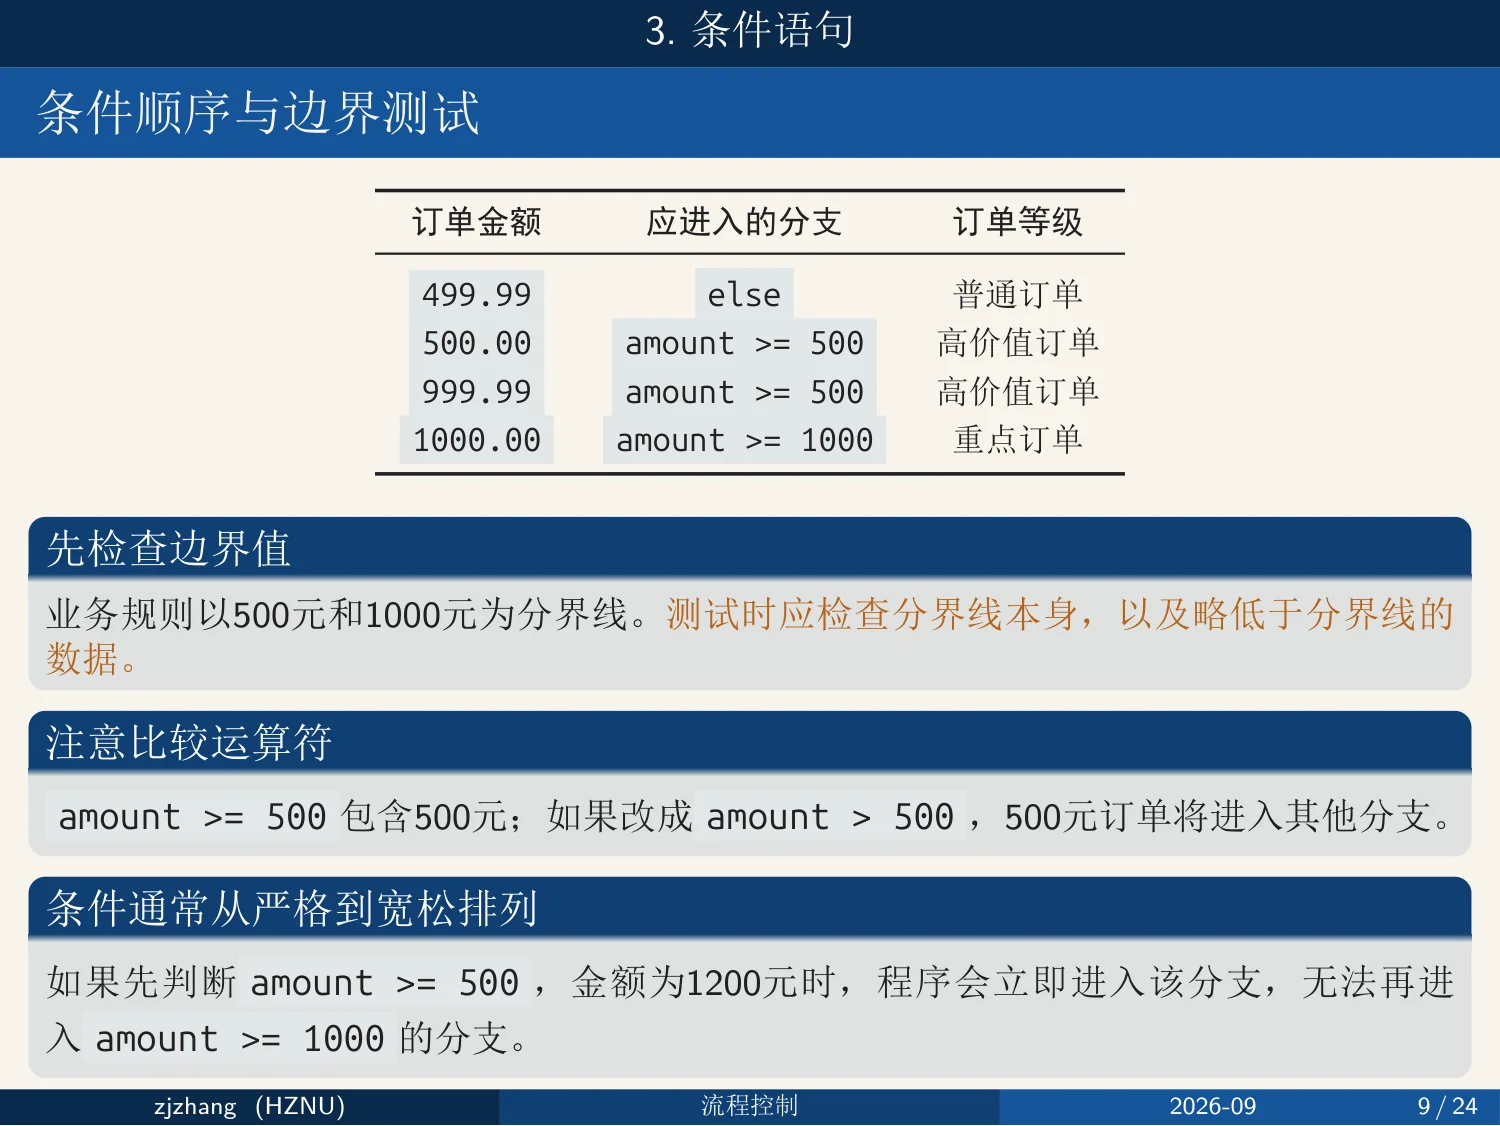 3. 条件语句
条件顺序与边界测试
订单金额 应进入的分支 订单等级
499.99 else 普通订单
500.00 amount >= 500 高价值订单
999.99 amount >= 500 高价值订单
1000.00 amount >= 1000 重点订单
先检查边界值
业务规则以500元和1000元为分界线。测试时应检查分界线本身，以及略低于分界线的
数据。
注意比较运算符
amount >= 500 包含500元；如果改成 amount > 500 ，500元订单将进入其他分支。
条件通常从严格到宽松排列
如果先判断 amount >= 500 ，金额为1200元时，程序会立即进入该分支，无法再进
入 amount >= 1000 的分支。
zjzhang (HZNU) 流程控制 2026-09 9 / 24